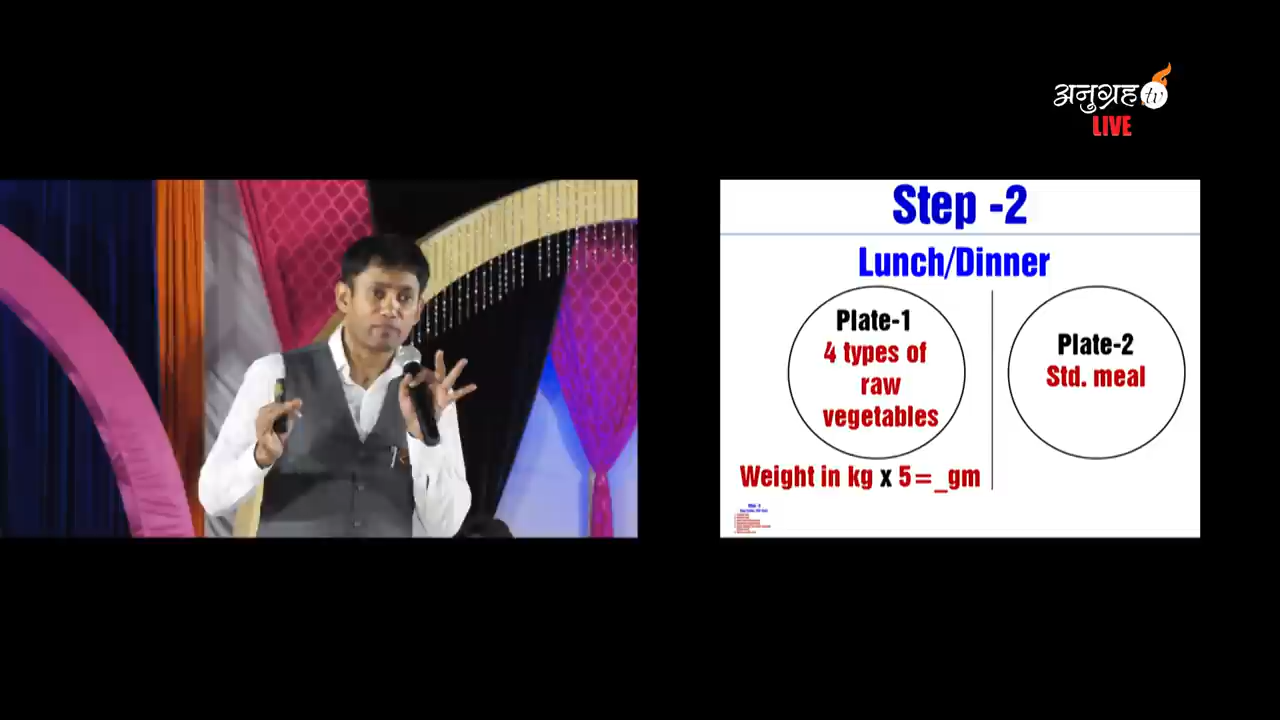 अनुग्रह tv
LIVE
Step -2
Lunch/Dinner
Plate-1
4 types of
raw
vegetables
Plate-2
Std. meal
Weight in kg x 5=_gm